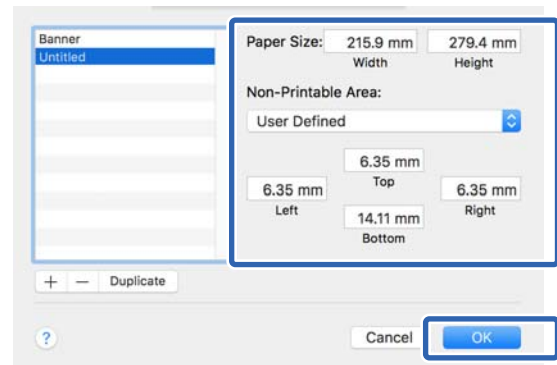 Banner
Untitled
Paper Size: 215.9 mm 279.4 mm
Width Height
Non-Printable Area:
User Defined
6.35 mm
Top
6.35 mm 6.35 mm
Left Right
14.11 mm
Bottom
+ − Duplicate
? Cancel OK